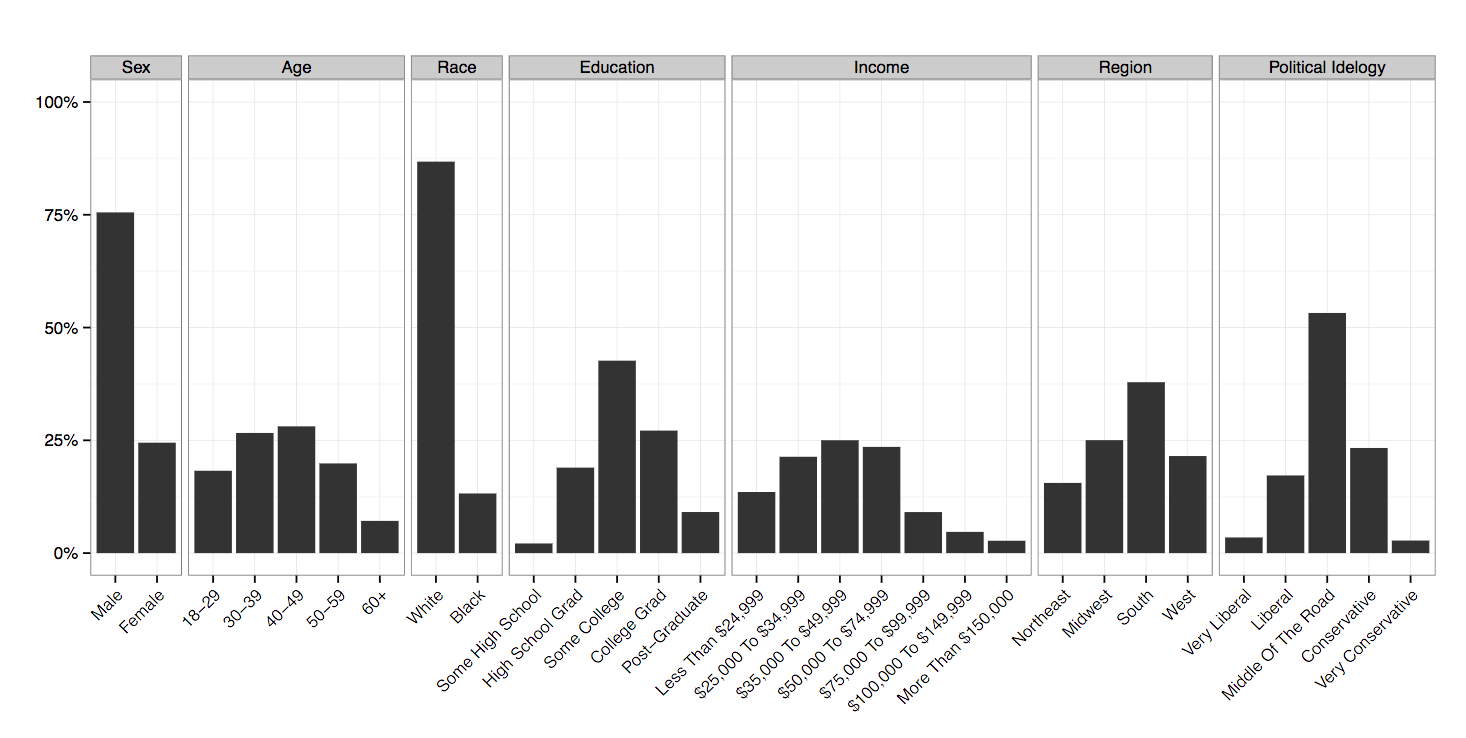 Sex
Age
Race
Education
Income
Region
Political Idelogy
100%
75%
50%
25%
0%
Male
Female
18−29
30−39
40−49
50−59
60+
White
Black
Some High School
High School Grad
Some College
College Grad
Post−Graduate
Less Than $24,999
$25,000 To $34,999
$35,000 To $49,999
$50,000 To $74,999
$75,000 To $99,999
$100,000 To $149,999
More Than $150,000
Northeast
Midwest
South
West
Very Liberal
Liberal
Middle Of The Road
Conservative
Very Conservative